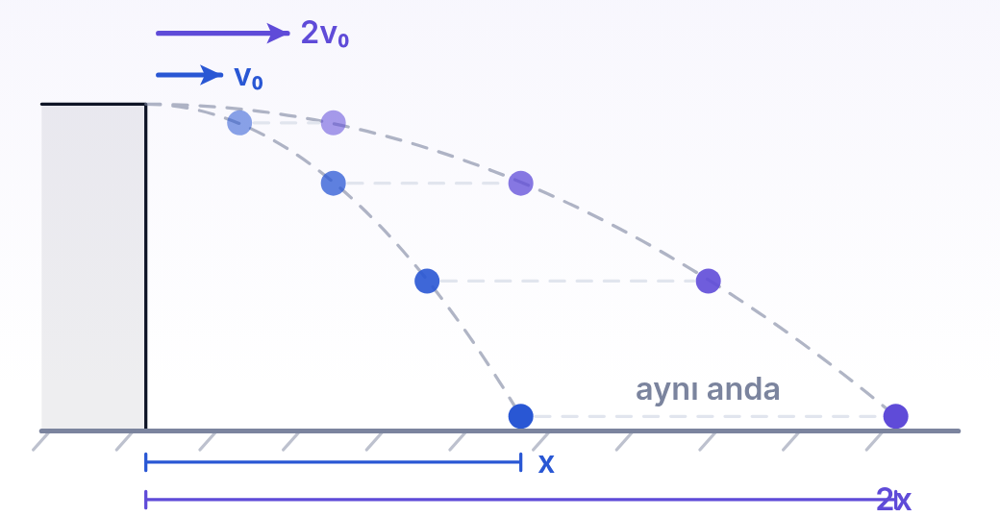 2v₀
v₀
aynı anda
x
2x